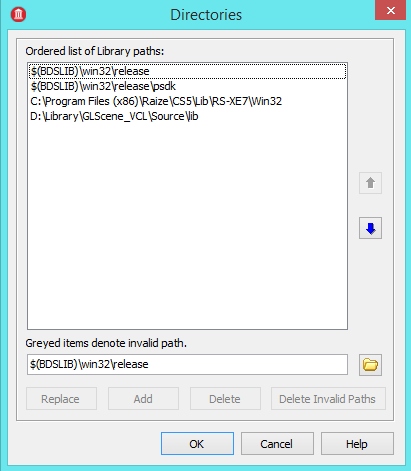 Directories
Ordered list of Library paths:
$(BDSLIB)\win32\release
$(BDSLIB)\win32\release\psdk
C:\Program Files (x86)\Raize\CS5\Lib\RS-XE7\Win32
D:\Library\GLScene_VCL\Source\lib
Greyed items denote invalid path.
$(BDSLIB)\win32\release
Replace
Add
Delete
Delete Invalid Paths
OK
Cancel
Help